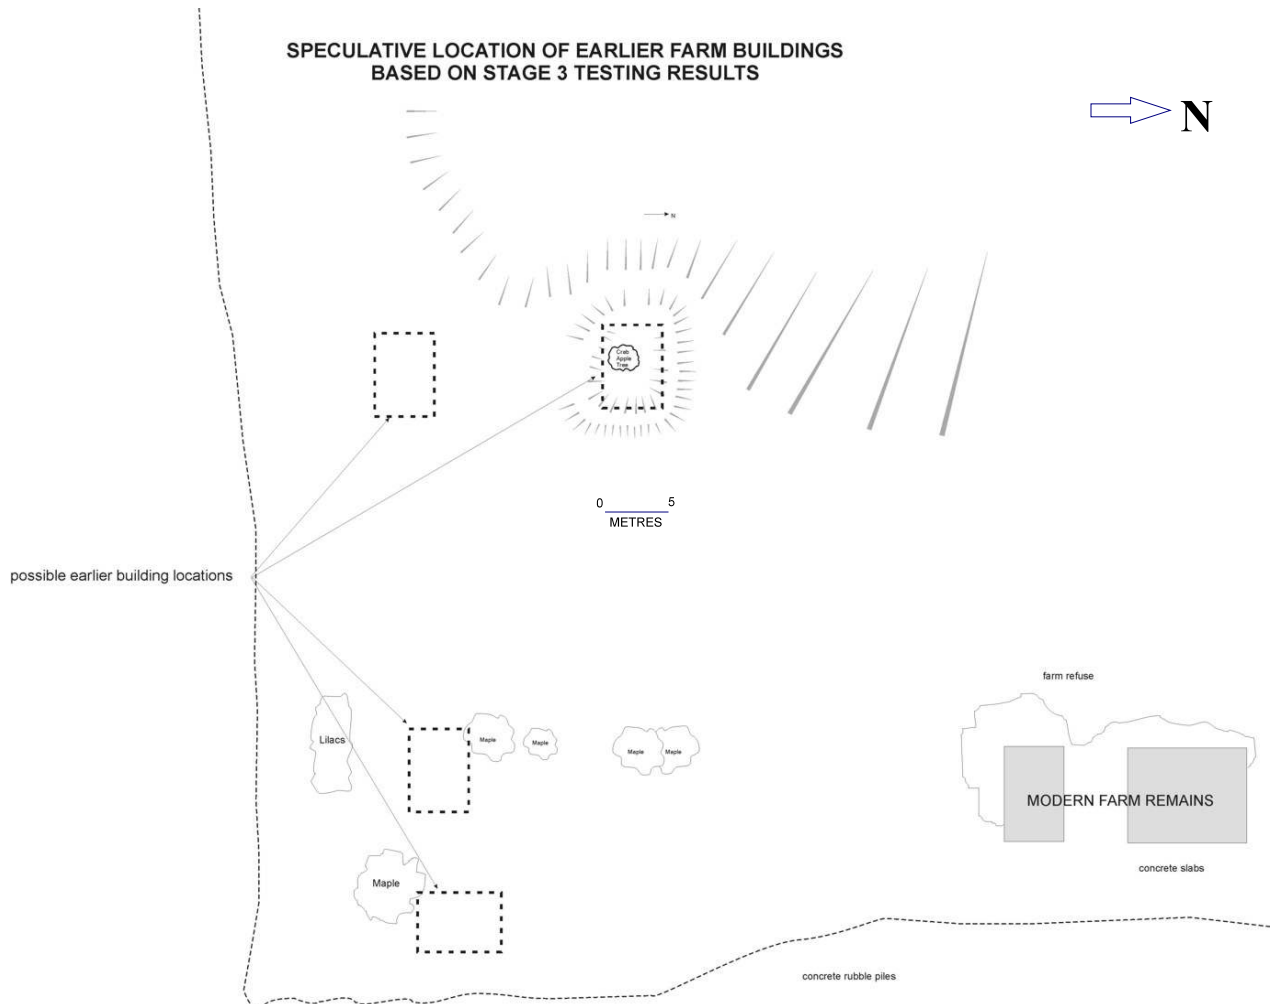 SPECULATIVE LOCATION OF EARLIER FARM BUILDINGS
BASED ON STAGE 3 TESTING RESULTS
N
N
Crab
Apple
Tree
0 5
METRES
possible earlier building locations
farm refuse
Lilacs
Maple
Maple
Maple
Maple
MODERN FARM REMAINS
concrete slabs
Maple
concrete rubble piles